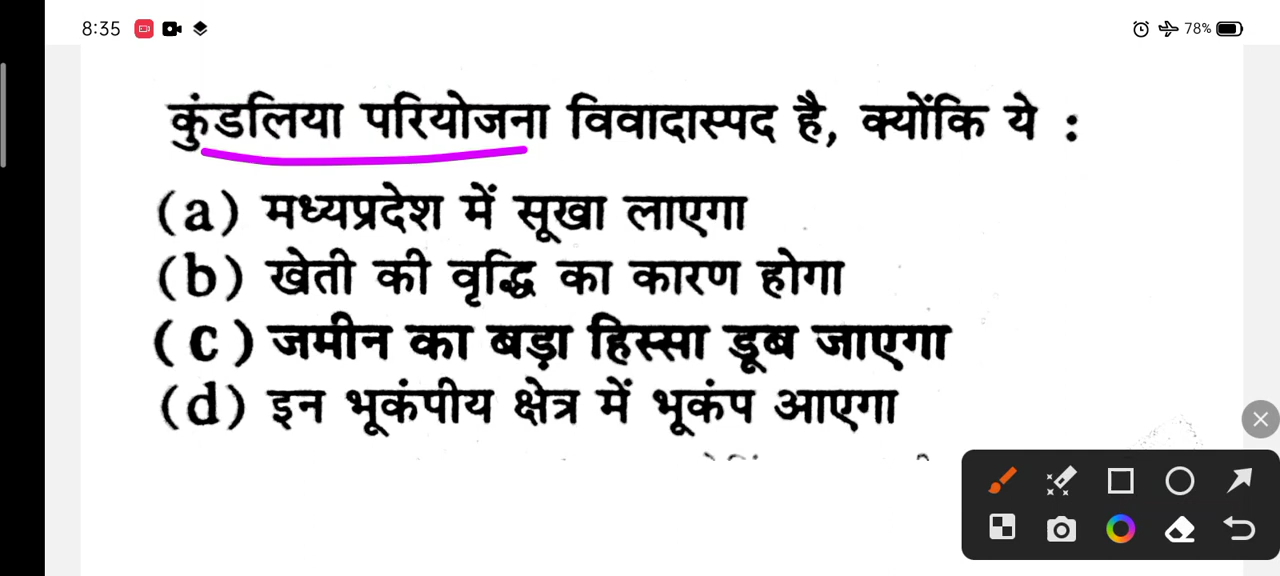 8:35
78%
कुंडलिया परियोजना विवादास्पद है, क्योंकि ये :
(a) मध्यप्रदेश में सूखा लाएगा
(b) खेती की वृद्धि का कारण होगा
(c) जमीन का बड़ा हिस्सा डूब जाएगा
(d) इन भूकंपीय क्षेत्र में भूकंप आएगा